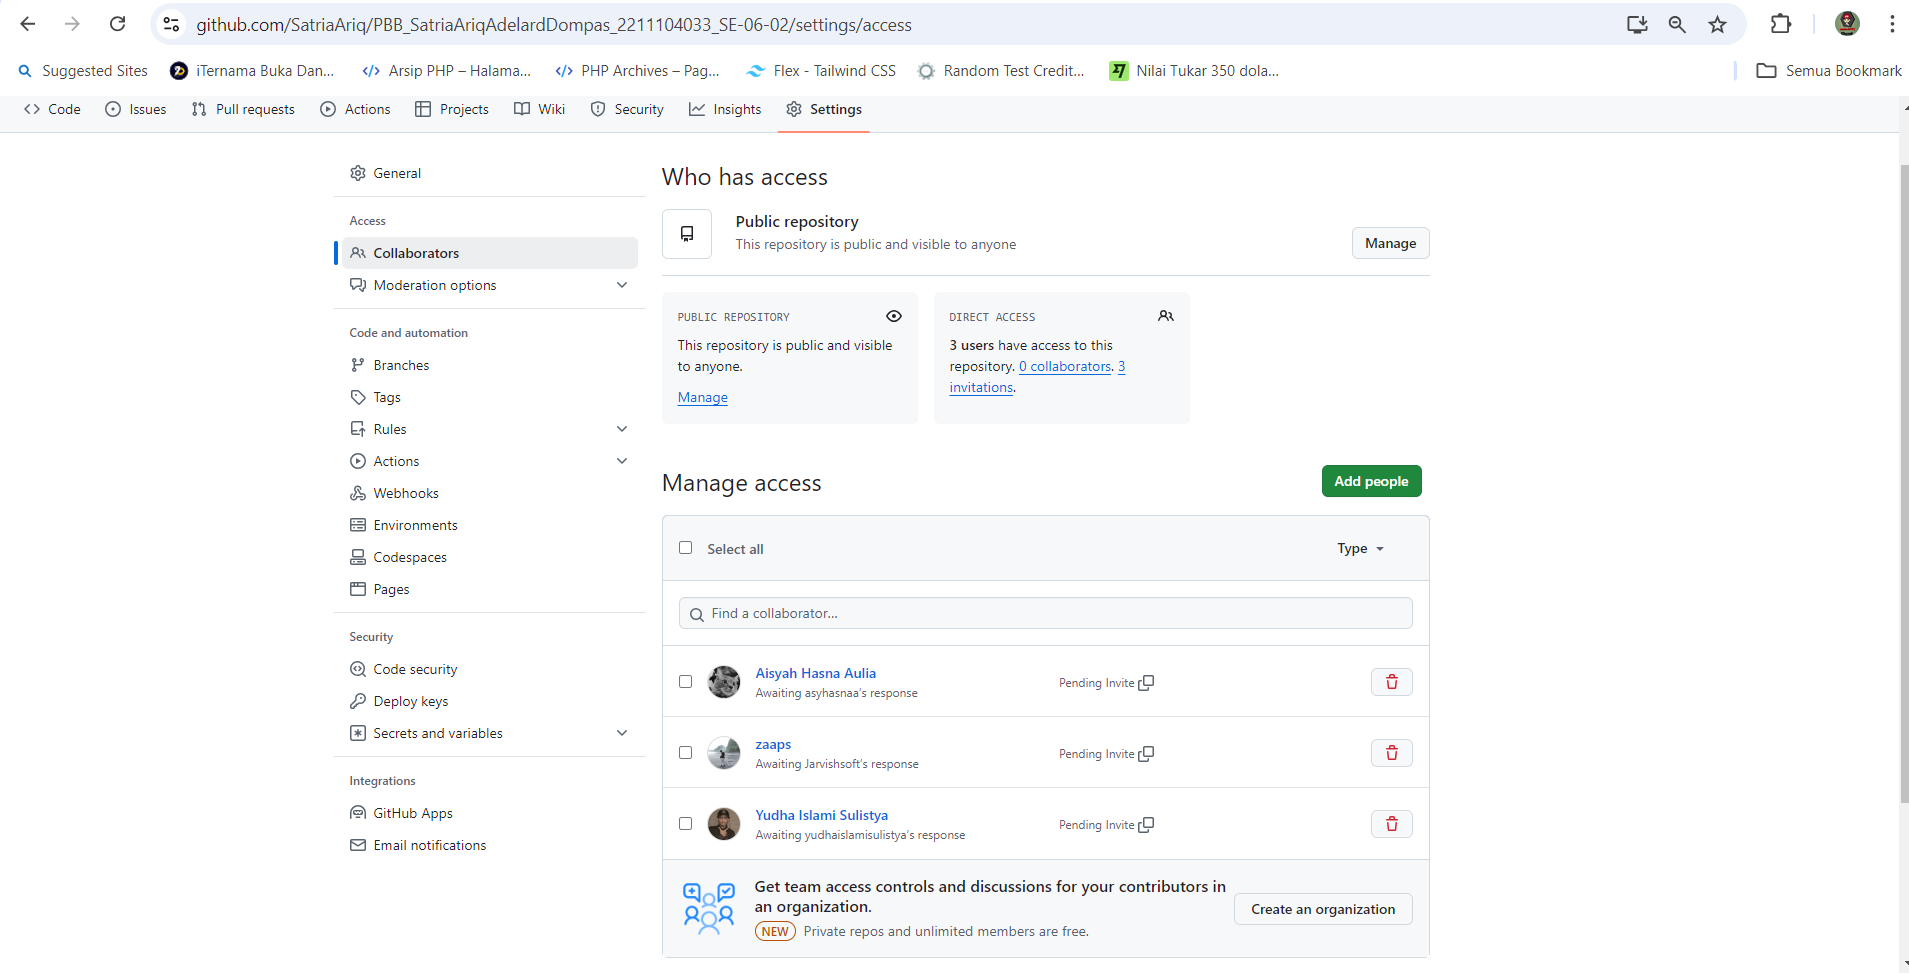 github.com/SatriaAriq/PBB_SatriaAriqAdelardDompas_2211104033_SE-06-02/settings/access
Suggested Sites
iTernama Buka Dan...
Arsip PHP – Halama...
PHP Archives – Pag...
Flex - Tailwind CSS
Random Test Credit...
Nilai Tukar 350 dola...
Semua Bookmark
Code
Issues
Pull requests
Actions
Projects
Wiki
Security
Insights
Settings
General
Access
Collaborators
Moderation options
Code and automation
Branches
Tags
Rules
Actions
Webhooks
Environments
Codespaces
Pages
Security
Code security
Deploy keys
Secrets and variables
Integrations
GitHub Apps
Email notifications
Who has access
Public repository
This repository is public and visible to anyone
Manage
PUBLIC REPOSITORY
This repository is public and visible
to anyone.
Manage
DIRECT ACCESS
3 users have access to this
repository. 0 collaborators. 3
invitations.
Manage access
Add people
Select all
Type
Find a collaborator...
Aisyah Hasna Aulia
Awaiting asyhasnaa's response
Pending Invite
zaaps
Awaiting Jarvishsoft's response
Pending Invite
Yudha Islami Sulistya
Awaiting yudhaislamisulistya's response
Pending Invite
Get team access controls and discussions for your contributors in
an organization.
NEW Private repos and unlimited members are free.
Create an organization